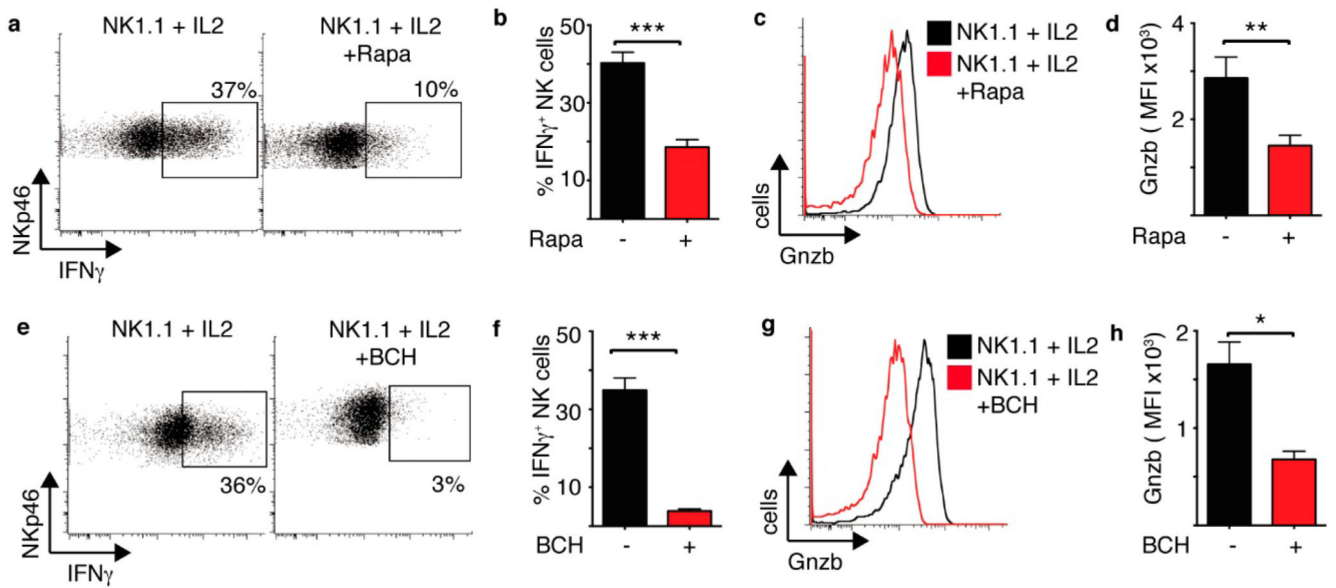 a
NK1.1 + IL2
NK1.1 + IL2
+Rapa
37%
10%
NKp46
IFNγ
b
***
% IFNγ⁺ NK cells
50
30
10
Rapa
-
+
c
NK1.1 + IL2
NK1.1 + IL2
+Rapa
cells
Gnzb
d
**
Gnzb ( MFI x10³)
4
2
0
Rapa
-
+
e
NK1.1 + IL2
NK1.1 + IL2
+BCH
36%
3%
NKp46
IFNγ
f
***
% IFNγ⁺ NK cells
50
30
10
BCH
-
+
g
NK1.1 + IL2
NK1.1 + IL2
+BCH
cells
Gnzb
h
*
Gnzb ( MFI x10³)
2
1
0
BCH
-
+